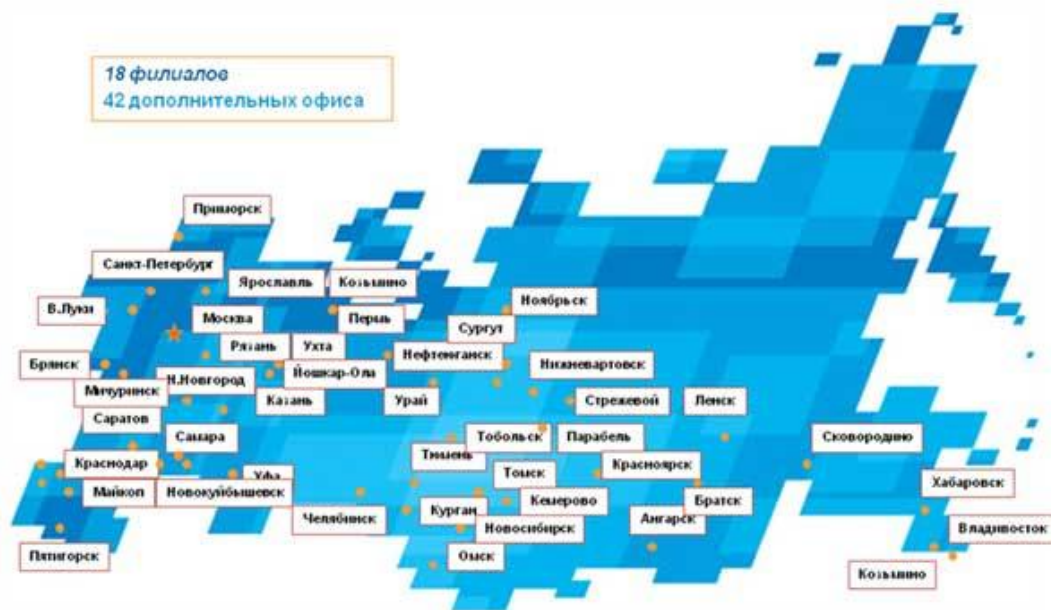 18 филиалов
42 дополнительных офиса
Приморск
Санкт-Петербург
Ярославль
Козьмино
В.Луки
Москва
Пермь
Ноябрьск
Сургут
Рязань
Ухта
Нефтеюганск
Брянск
Н.Новгород
Йошкар-Ола
Нижневартовск
Мичуринск
Казань
Урай
Стрежевой
Ленск
Саратов
Самара
Тобольск
Парабель
Сковородино
Тюмень
Краснодар
Уфа
Томск
Красноярск
Хабаровск
Майкоп
Новокуйбышевск
Кемерово
Братск
Челябинск
Курган
Новосибирск
Ангарск
Владивосток
Пятигорск
Омск
Козьмино